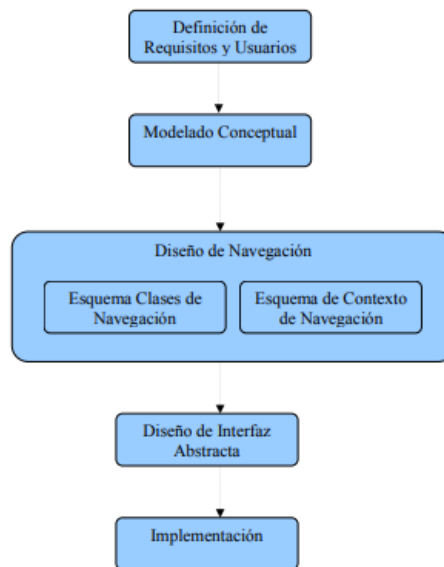 Definición de
Requisitos y Usuarios
Modelado Conceptual
Diseño de Navegación
Esquema Clases de
Navegación
Esquema de Contexto
de Navegación
Diseño de Interfaz
Abstracta
Implementación